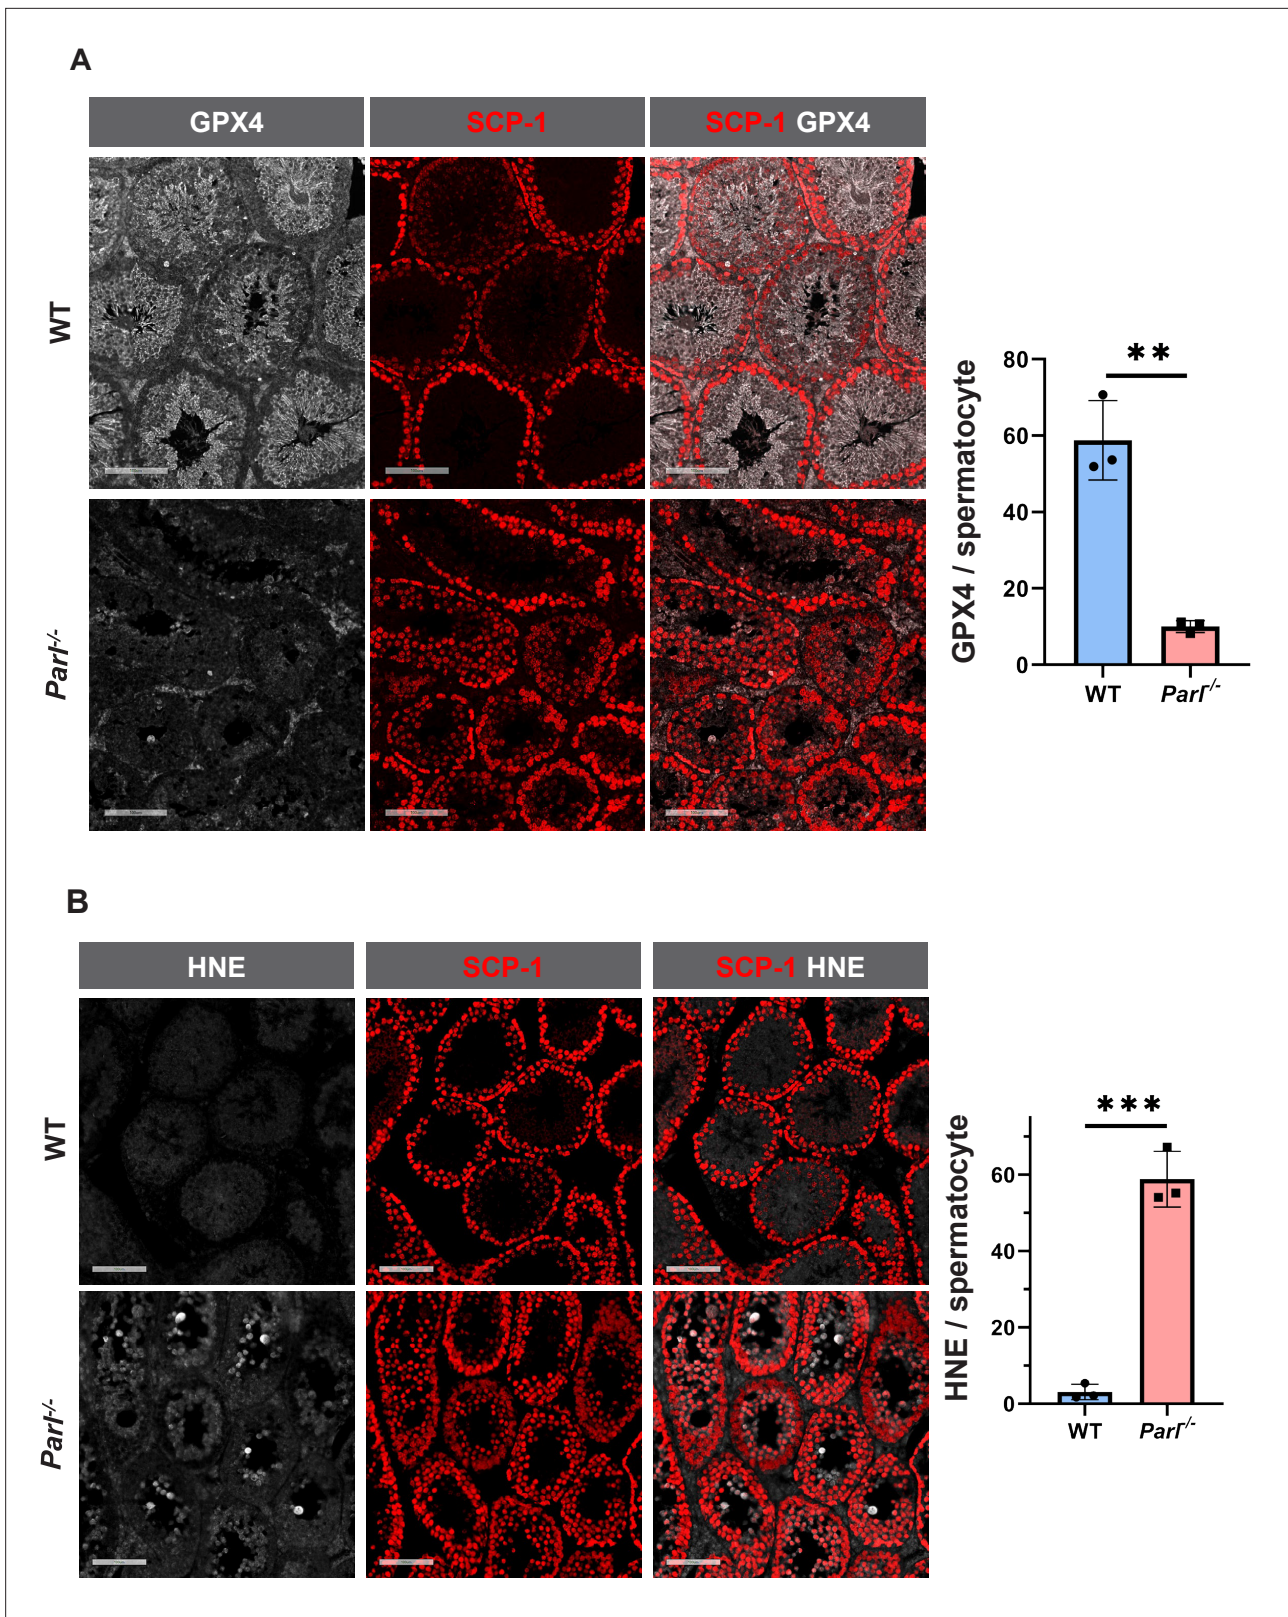 A
GPX4
SCP-1
SCP-1 GPX4
WT
Parl-/-
GPX4 / spermatocyte
80
60
40
20
0
**
WT
Parl-/-
B
HNE
SCP-1
SCP-1 HNE
WT
Parl-/-
HNE / spermatocyte
60
40
20
0
***
WT
Parl-/-